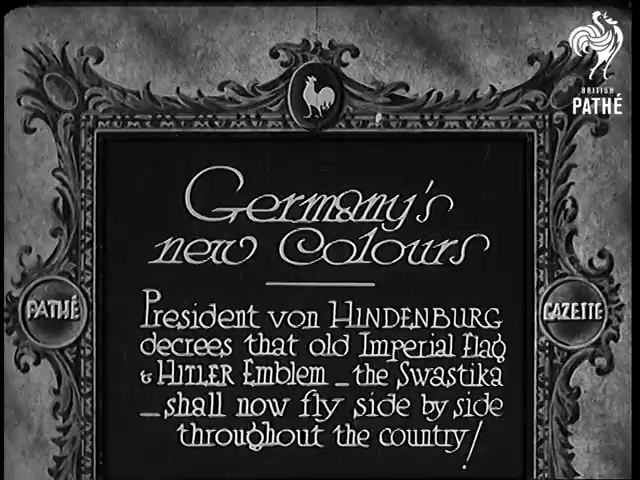 BRITISH
PATHÉ
Germany's
new Colours
President von HINDENBURG
decrees that old Imperial Flag
& HITLER Emblem _ the Swastika
_ shall now fly side by side
throughout the country!
PATHÉ
GAZETTE